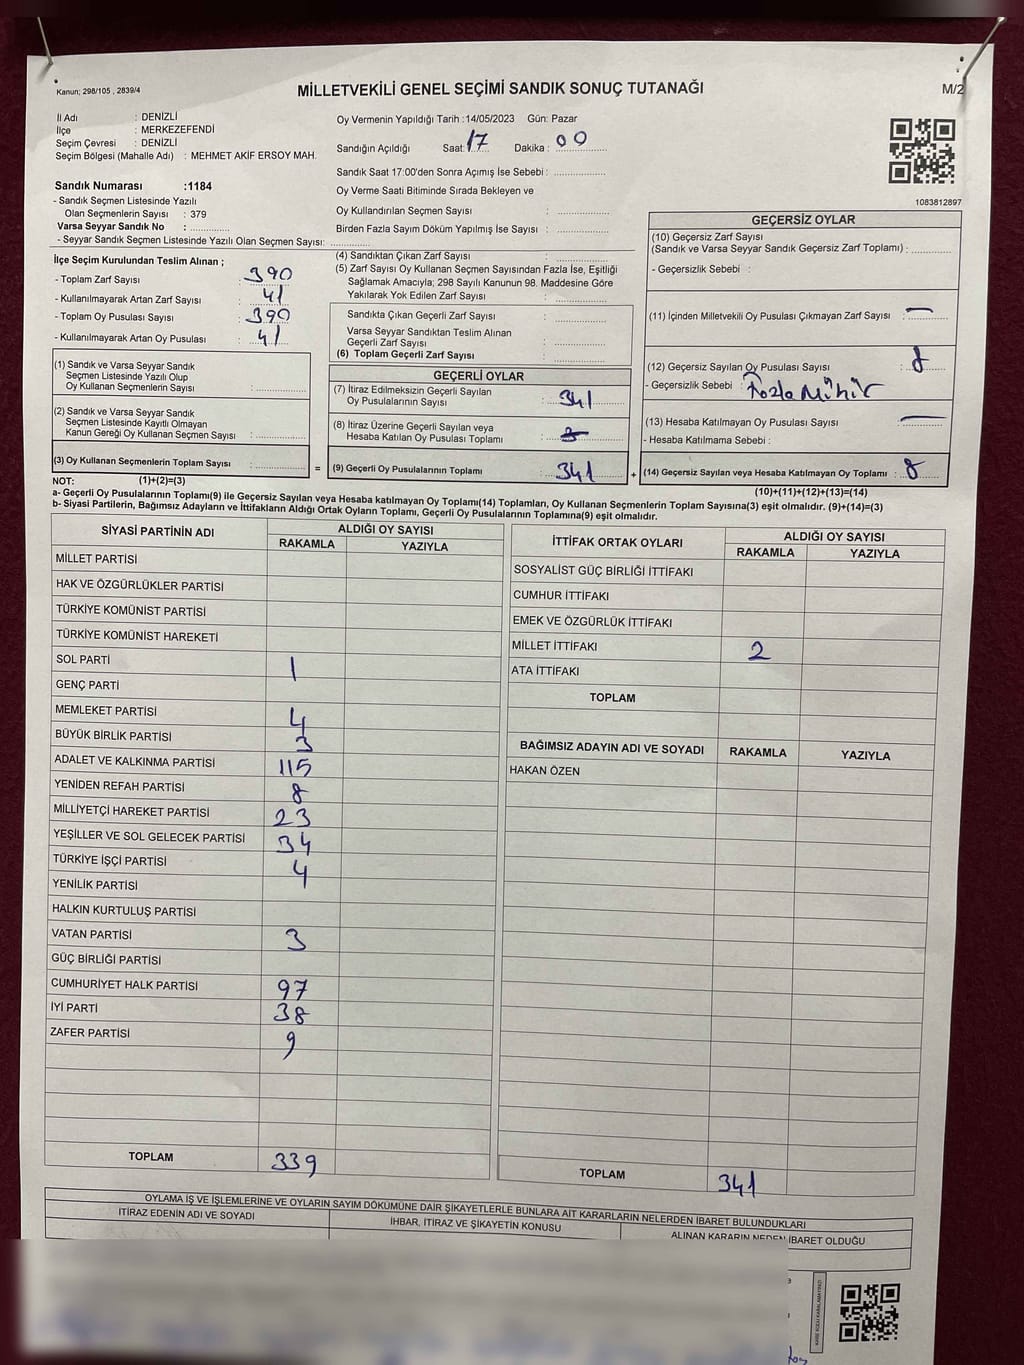 Kanun; 298/105 , 2839/4
MİLLETVEKİLİ GENEL SEÇİMİ SANDIK SONUÇ TUTANAĞI
M/2
İl Adı : DENİZLİ
İlçe : MERKEZEFENDİ
Seçim Çevresi : DENİZLİ
Seçim Bölgesi (Mahalle Adı) : MEHMET AKİF ERSOY MAH.
Sandık Numarası :1184
- Sandık Seçmen Listesinde Yazılı
Olan Seçmenlerin Sayısı : 379
Varsa Seyyar Sandık No :
- Seyyar Sandık Seçmen Listesinde Yazılı Olan Seçmen Sayısı:
Oy Vermenin Yapıldığı Tarih :14/05/2023 Gün: Pazar
Sandığın Açıldığı Saat: 17 Dakika : 00
Sandık Saat 17:00'den Sonra Açımış İse Sebebi :
Oy Verme Saati Bitiminde Sırada Bekleyen ve
Oy Kullandırılan Seçmen Sayısı :
Birden Fazla Sayım Döküm Yapılmış İse Sayısı :
1083812897
İlçe Seçim Kurulundan Teslim Alınan ;
- Toplam Zarf Sayısı : 390
- Kullanılmayarak Artan Zarf Sayısı : 41
- Toplam Oy Pusulası Sayısı : 390
- Kullanılmayarak Artan Oy Pusulası : 41
(4) Sandıktan Çıkan Zarf Sayısı :
(5) Zarf Sayısı Oy Kullanan Seçmen Sayısından Fazla İse, Eşitliği
Sağlamak Amacıyla; 298 Sayılı Kanunun 98. Maddesine Göre
Yakılarak Yok Edilen Zarf Sayısı :
Sandıkta Çıkan Geçerli Zarf Sayısı :
Varsa Seyyar Sandıktan Teslim Alınan
Geçerli Zarf Sayısı :
(6) Toplam Geçerli Zarf Sayısı :
GEÇERSİZ OYLAR
(10) Geçersiz Zarf Sayısı
(Sandık ve Varsa Seyyar Sandık Geçersiz Zarf Toplamı) :
- Geçersizlik Sebebi :
(11) İçinden Milletvekili Oy Pusulası Çıkmayan Zarf Sayısı : —
(12) Geçersiz Sayılan Oy Pusulası Sayısı : 8
- Geçersizlik Sebebi : Fazla Mühür
(13) Hesaba Katılmayan Oy Pusulası Sayısı : —
- Hesaba Katılmama Sebebi :
(14) Geçersiz Sayılan veya Hesaba Katılmayan Oy Toplamı : 8
(1) Sandık ve Varsa Seyyar Sandık
Seçmen Listesinde Yazılı Olup
Oy Kullanan Seçmenlerin Sayısı :
(2) Sandık ve Varsa Seyyar Sandık
Seçmen Listesinde Kayıtlı Olmayan
Kanun Gereği Oy Kullanan Seçmen Sayısı :
(3) Oy Kullanan Seçmenlerin Toplam Sayısı :
GEÇERLİ OYLAR
(7) İtiraz Edilmeksizin Geçerli Sayılan
Oy Pusulalarının Sayısı : 341
(8) İtiraz Üzerine Geçerli Sayılan veya
Hesaba Katılan Oy Pusulası Toplamı :
= (9) Geçerli Oy Pusulalarının Toplamı : 341 +
NOT: (1)+(2)=(3)
(10)+(11)+(12)+(13)=(14)
a- Geçerli Oy Pusulalarının Toplamı(9) ile Geçersiz Sayılan veya Hesaba katılmayan Oy Toplamı(14) Toplamları, Oy Kullanan Seçmenlerin Toplam Sayısına(3) eşit olmalıdır. (9)+(14)=(3)
b- Siyasi Partilerin, Bağımsız Adayların ve İttifakların Aldığı Ortak Oyların Toplamı, Geçerli Oy Pusulalarının Toplamına(9) eşit olmalıdır.
SİYASİ PARTİNİN ADI ALDIĞI OY SAYISI
RAKAMLA YAZIYLA
MİLLET PARTİSİ
HAK VE ÖZGÜRLÜKLER PARTİSİ
TÜRKİYE KOMÜNİST PARTİSİ
TÜRKİYE KOMÜNİST HAREKETİ
SOL PARTİ 1
GENÇ PARTİ
MEMLEKET PARTİSİ 4
BÜYÜK BİRLİK PARTİSİ 3
ADALET VE KALKINMA PARTİSİ 115
YENİDEN REFAH PARTİSİ 8
MİLLİYETÇİ HAREKET PARTİSİ 23
YEŞİLLER VE SOL GELECEK PARTİSİ 34
TÜRKİYE İŞÇİ PARTİSİ 4
YENİLİK PARTİSİ
HALKIN KURTULUŞ PARTİSİ
VATAN PARTİSİ 3
GÜÇ BİRLİĞİ PARTİSİ
CUMHURİYET HALK PARTİSİ 97
İYİ PARTİ 38
ZAFER PARTİSİ 9
TOPLAM 339
İTTİFAK ORTAK OYLARI ALDIĞI OY SAYISI
RAKAMLA YAZIYLA
SOSYALİST GÜÇ BİRLİĞİ İTTİFAKI
CUMHUR İTTİFAKI
EMEK VE ÖZGÜRLÜK İTTİFAKI
MİLLET İTTİFAKI 2
ATA İTTİFAKI
TOPLAM
BAĞIMSIZ ADAYIN ADI VE SOYADI RAKAMLA YAZIYLA
HAKAN ÖZEN
TOPLAM 341
OYLAMA İŞ VE İŞLEMLERİNE VE OYLARIN SAYIM DÖKÜMÜNE DAİR ŞİKAYETLERLE BUNLARA AİT KARARLARIN NELERDEN İBARET BULUNDUKLARI
İTİRAZ EDENİN ADI VE SOYADI
İHBAR, İTİRAZ VE ŞİKAYETİN KONUSU
ALINAN KARARIN NEDEN İBARET OLDUĞU